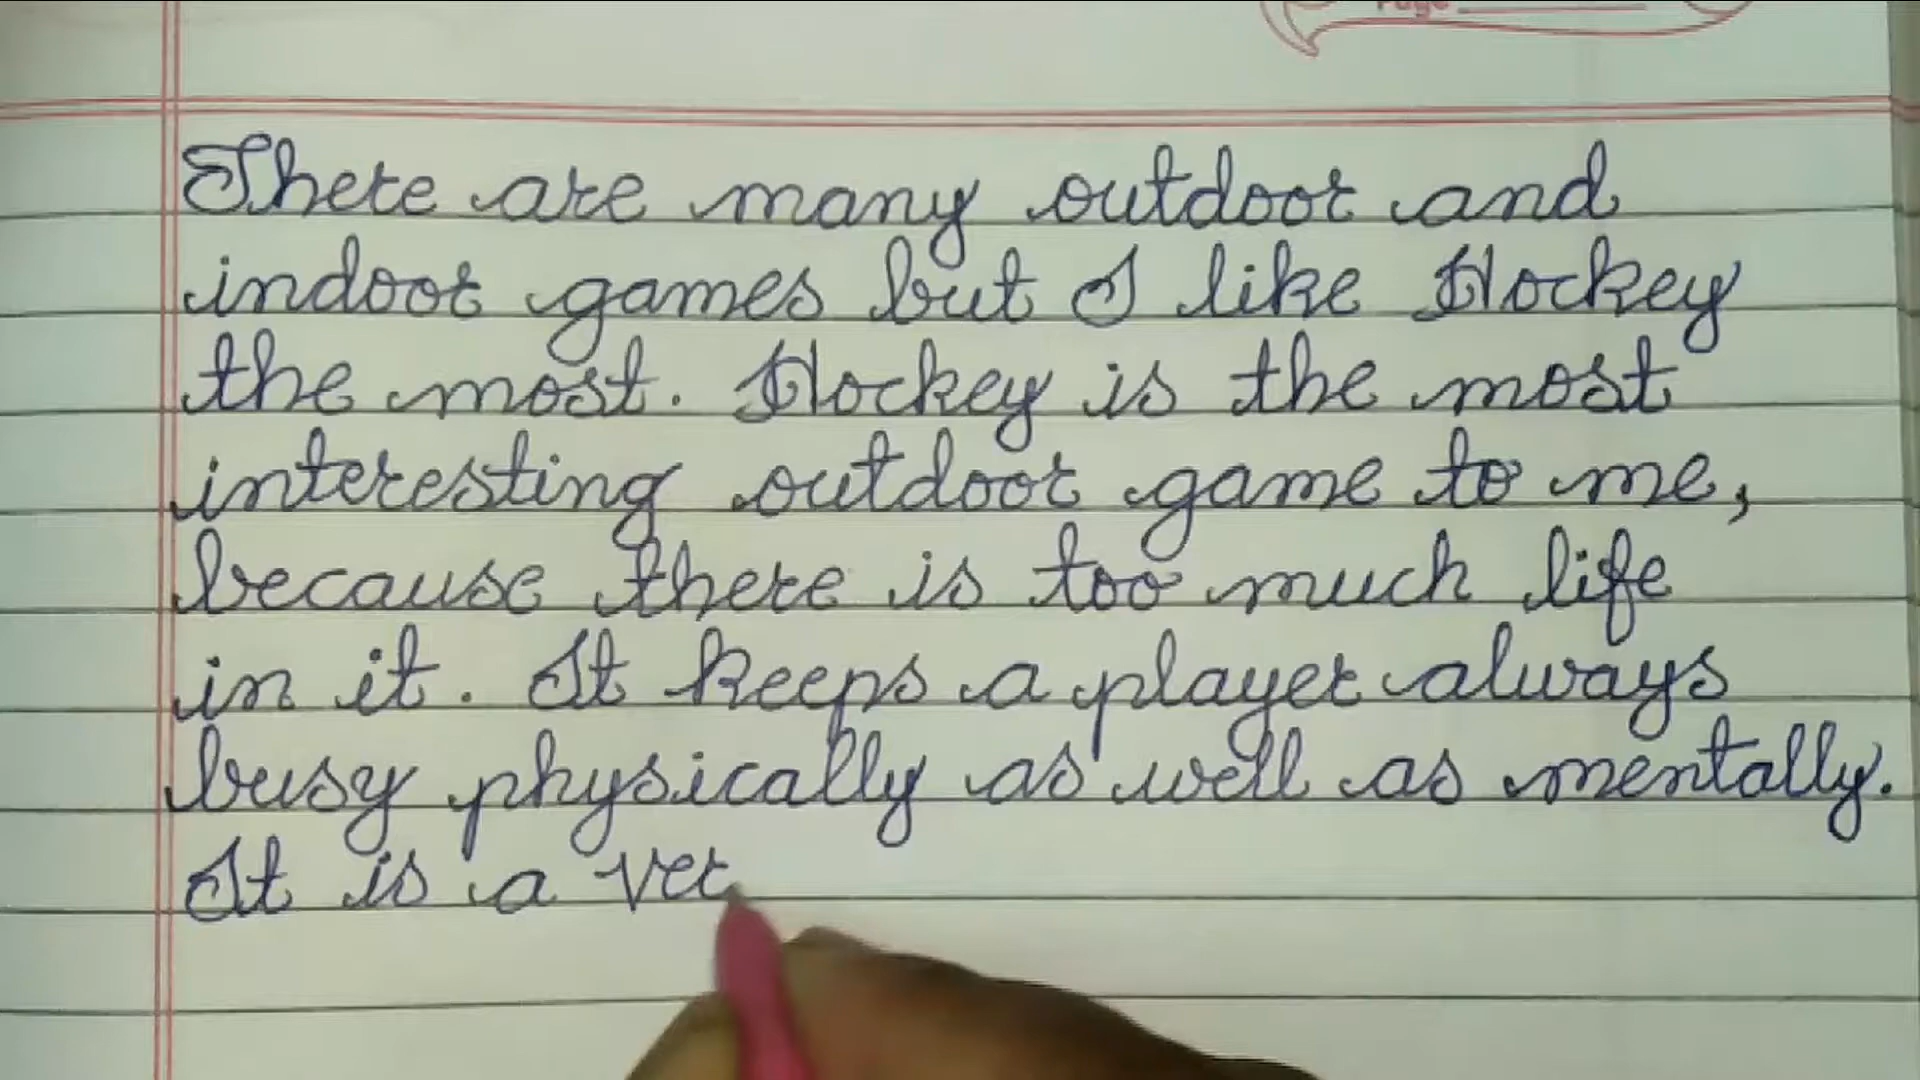 Page
There are many outdoor and
indoor games but I like Hockey
the most. Hockey is the most
interesting outdoor game to me,
because there is too much life
in it. It keeps a player always
busy physically as well as mentally.
It is a ver